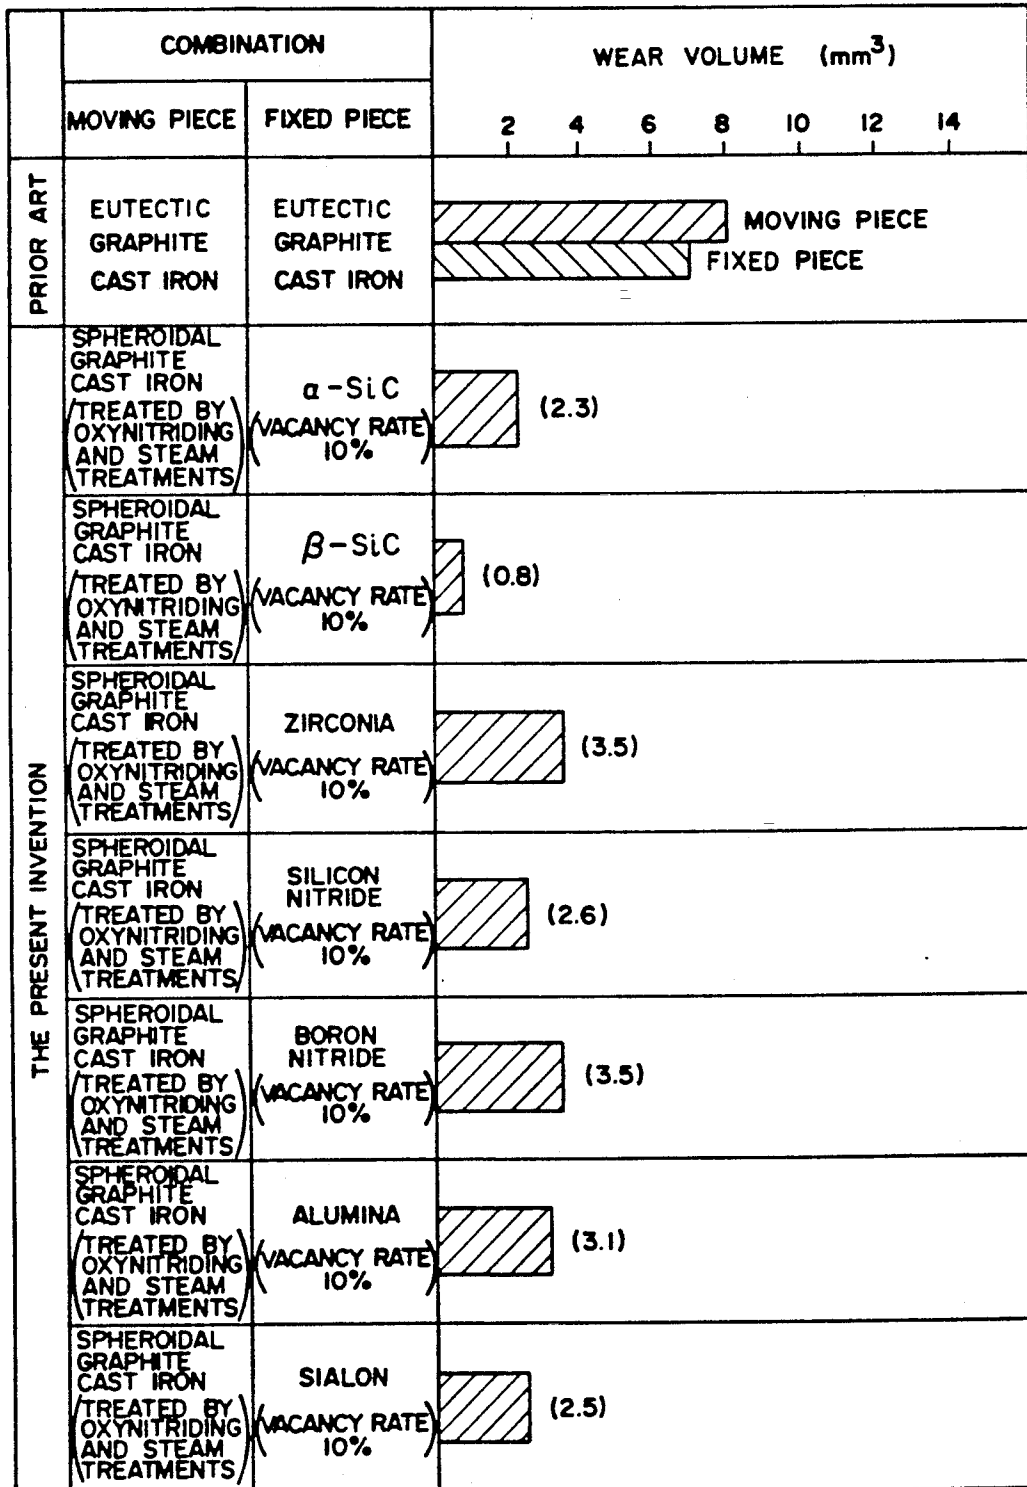 COMBINATION
WEAR VOLUME (mm³)
MOVING PIECE
FIXED PIECE
2 4 6 8 10 12 14
PRIOR ART
EUTECTIC
GRAPHITE
CAST IRON
EUTECTIC
GRAPHITE
CAST IRON
MOVING PIECE
FIXED PIECE
THE PRESENT INVENTION
SPHEROIDAL
GRAPHITE
CAST IRON
(TREATED BY
OXYNITRIDING
AND STEAM
TREATMENTS)
α-SiC
(VACANCY RATE
10%)
(2.3)
SPHEROIDAL
GRAPHITE
CAST IRON
(TREATED BY
OXYNITRIDING
AND STEAM
TREATMENTS)
β-SiC
(VACANCY RATE
10%)
(0.8)
SPHEROIDAL
GRAPHITE
CAST IRON
(TREATED BY
OXYNITRIDING
AND STEAM
TREATMENTS)
ZIRCONIA
(VACANCY RATE
10%)
(3.5)
SPHEROIDAL
GRAPHITE
CAST IRON
(TREATED BY
OXYNITRIDING
AND STEAM
TREATMENTS)
SILICON
NITRIDE
(VACANCY RATE
10%)
(2.6)
SPHEROIDAL
GRAPHITE
CAST IRON
(TREATED BY
OXYNITRIDING
AND STEAM
TREATMENTS)
BORON
NITRIDE
(VACANCY RATE
10%)
(3.5)
SPHEROIDAL
GRAPHITE
CAST IRON
(TREATED BY
OXYNITRIDING
AND STEAM
TREATMENTS)
ALUMINA
(VACANCY RATE
10%)
(3.1)
SPHEROIDAL
GRAPHITE
CAST IRON
(TREATED BY
OXYNITRIDING
AND STEAM
TREATMENTS)
SIALON
(VACANCY RATE
10%)
(2.5)